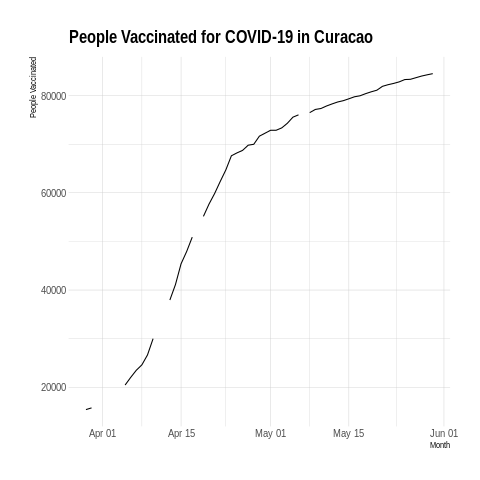 People Vaccinated for COVID-19 in Curacao
People Vaccinated
80000
60000
40000
20000
Apr 01
Apr 15
May 01
May 15
Jun 01
Month